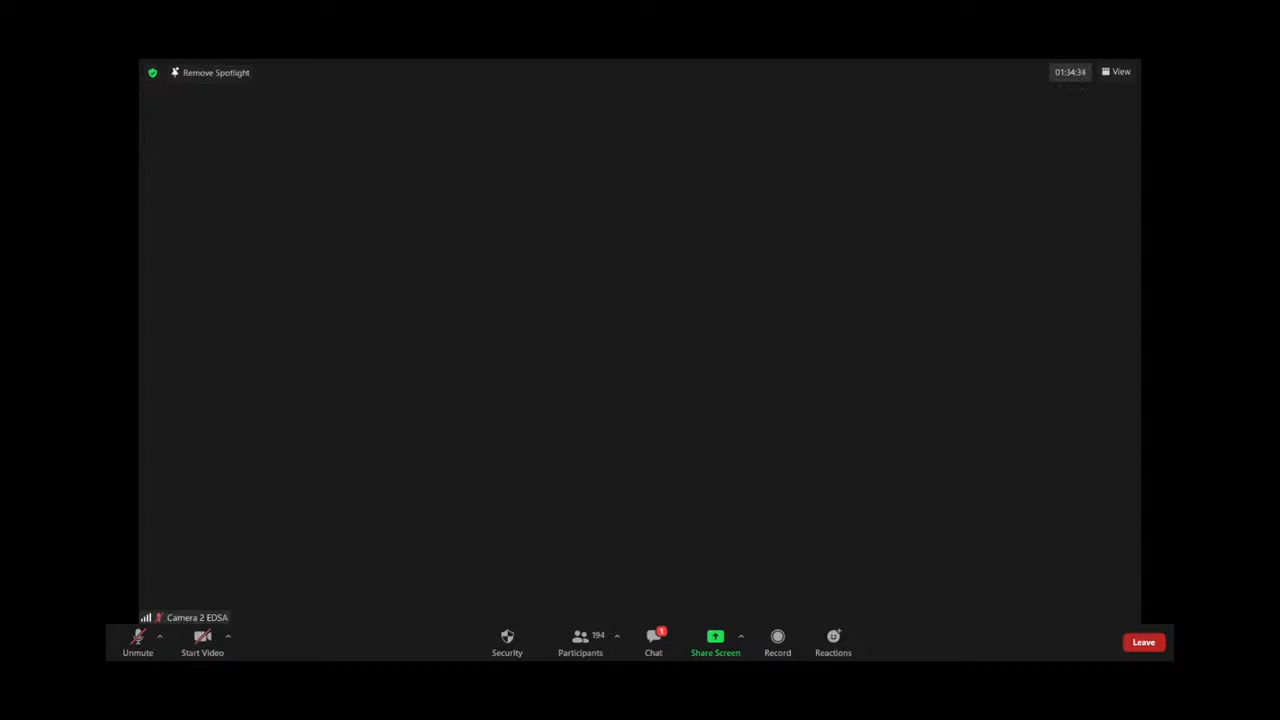 Remove Spotlight
01:34:34
View
Camera 2 EDSA
Unmute
Start Video
Security
194
Participants
1
Chat
Share Screen
Record
Reactions
Leave